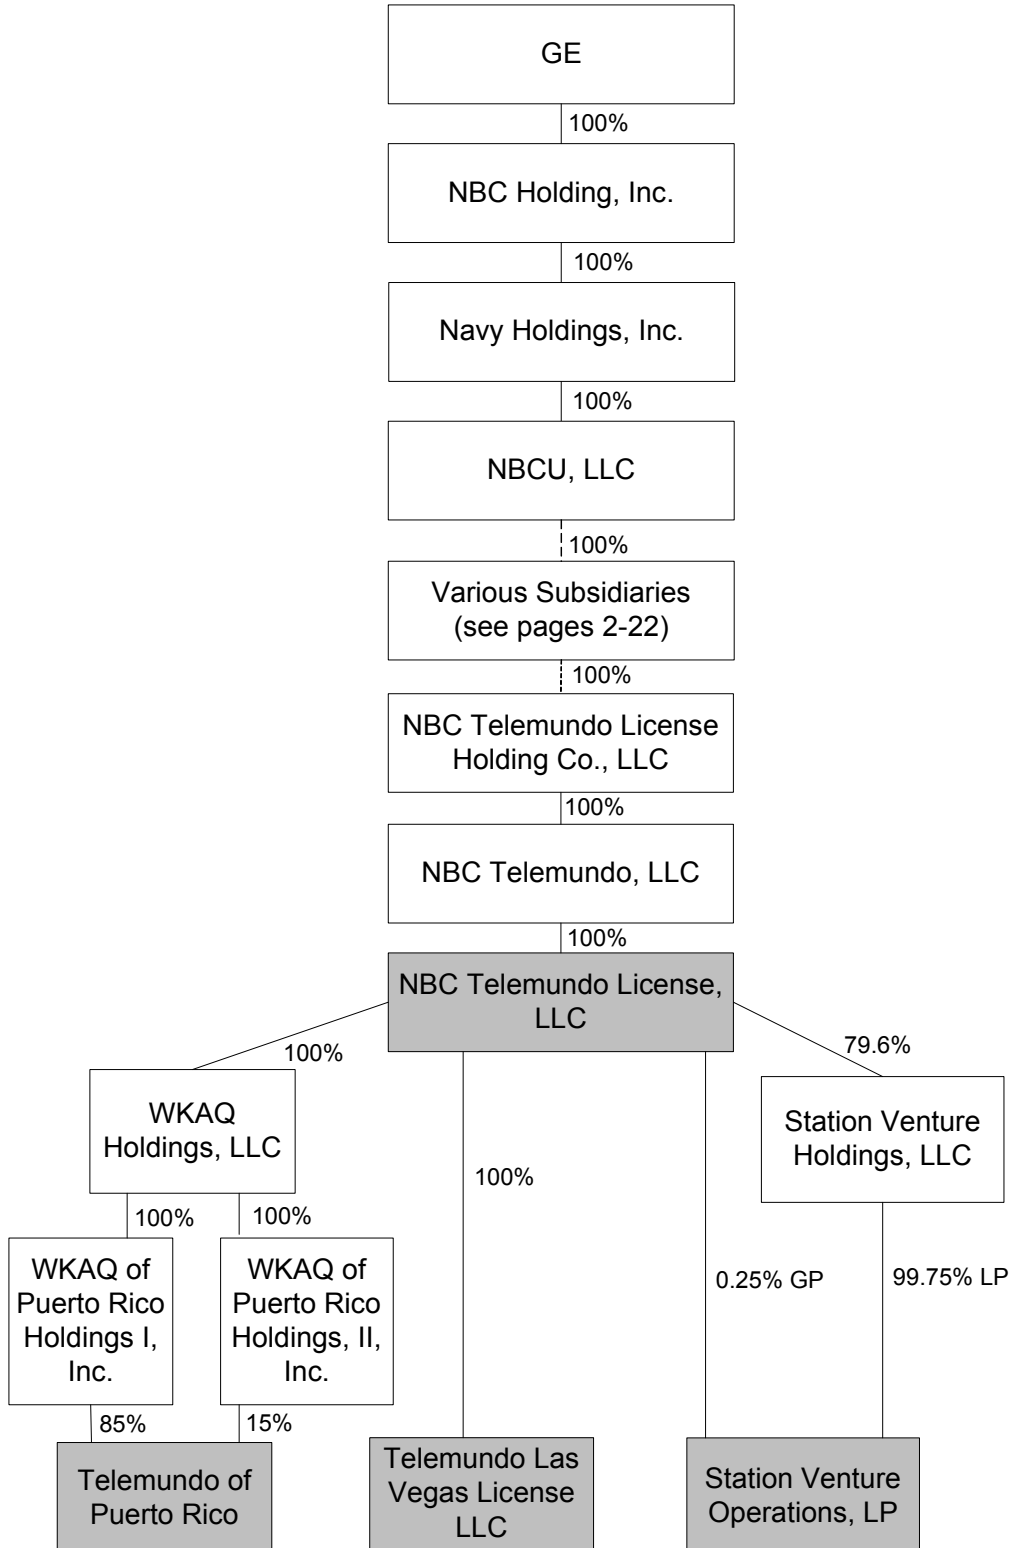 GE
100%
NBC Holding, Inc.
100%
Navy Holdings, Inc.
100%
NBCU, LLC
100%
Various Subsidiaries
(see pages 2-22)
100%
NBC Telemundo License
Holding Co., LLC
100%
NBC Telemundo, LLC
100%
NBC Telemundo License,
LLC
100%
79.6%
WKAQ
Holdings, LLC
Station Venture
Holdings, LLC
100%
100%
100%
WKAQ of
Puerto Rico
Holdings I,
Inc.
WKAQ of
Puerto Rico
Holdings, II,
Inc.
0.25% GP
99.75% LP
85%
15%
Telemundo of
Puerto Rico
Telemundo Las
Vegas License
LLC
Station Venture
Operations, LP